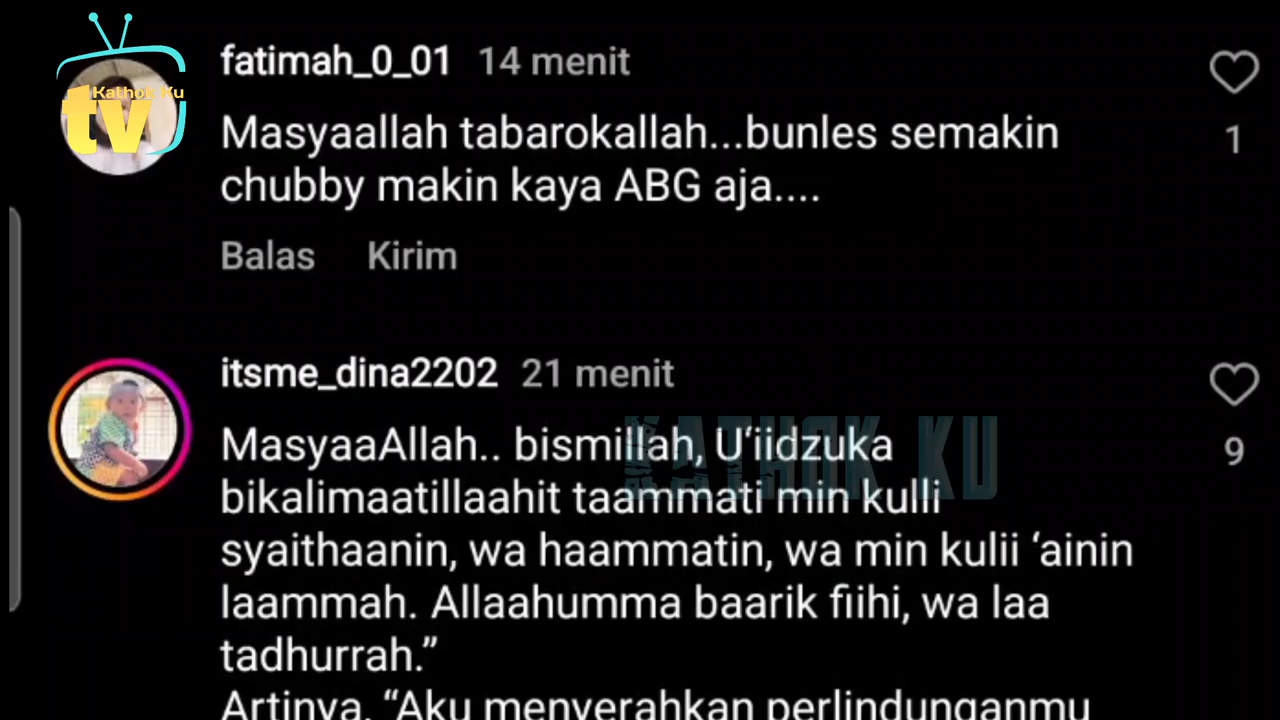 Kathok Ku
tv
fatimah_0_01 14 menit
1
Masyaallah tabarokallah...bunles semakin
chubby makin kaya ABG aja....
Balas Kirim
itsme_dina2202 21 menit
9
KATHOK KU
MasyaaAllah.. bismillah, U‘iidzuka
bikalimaatillaahit taammati min kulli
syaithaanin, wa haammatin, wa min kulii ‘ainin
laammah. Allaahumma baarik fiihi, wa laa
tadhurrah.”
Artinya, “Aku menyerahkan perlindunganmu